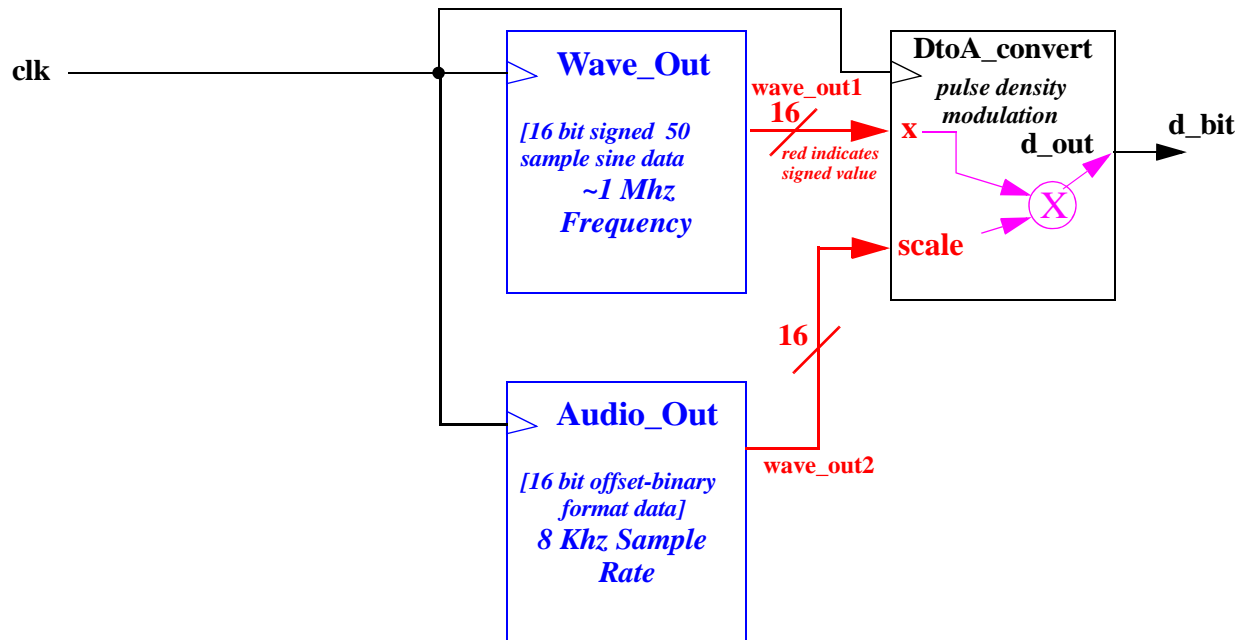 clk
Wave_Out
[16 bit signed 50
sample sine data
~1 Mhz
Frequency
wave_out1
16
red indicates
signed value
DtoA_convert
pulse density
modulation
x
d_out
X
scale
d_bit
16
Audio_Out
[16 bit offset-binary
format data]
8 Khz Sample
Rate
wave_out2